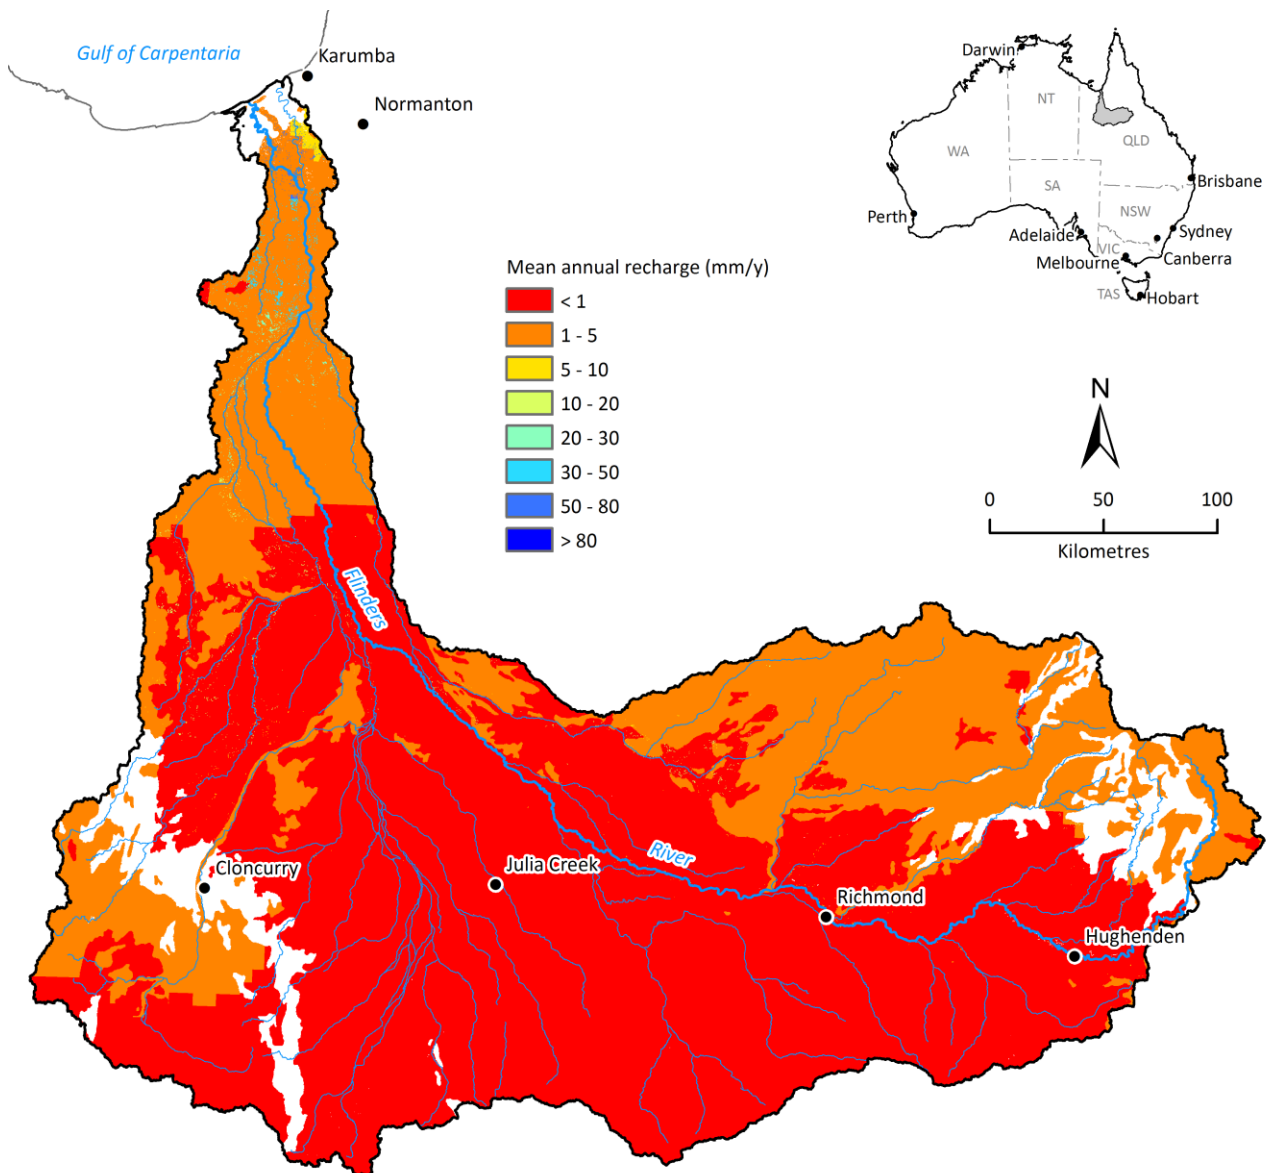 Gulf of Carpentaria
Karumba
Normanton
Darwin
NT
WA
QLD
SA
Brisbane
NSW
Perth
Adelaide
Sydney
VIC
Melbourne
Canberra
TAS
Hobart
Mean annual recharge (mm/y)
< 1
1 - 5
5 - 10
10 - 20
20 - 30
30 - 50
50 - 80
> 80
N
0 50 100
Kilometres
Flinders
River
Cloncurry
Julia Creek
Richmond
Hughenden